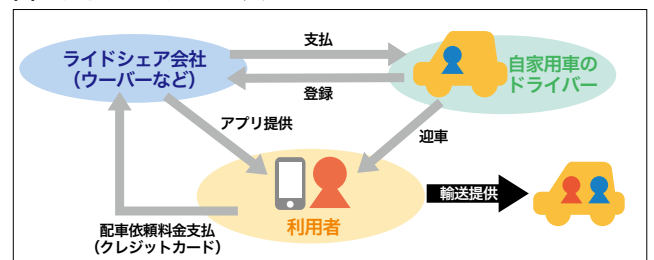 支払
ライドシェア会社
(ウーバーなど)
自家用車の
ドライバー
登録
アプリ提供
迎車
輸送提供
利用者
配車依頼料金支払
(クレジットカード)